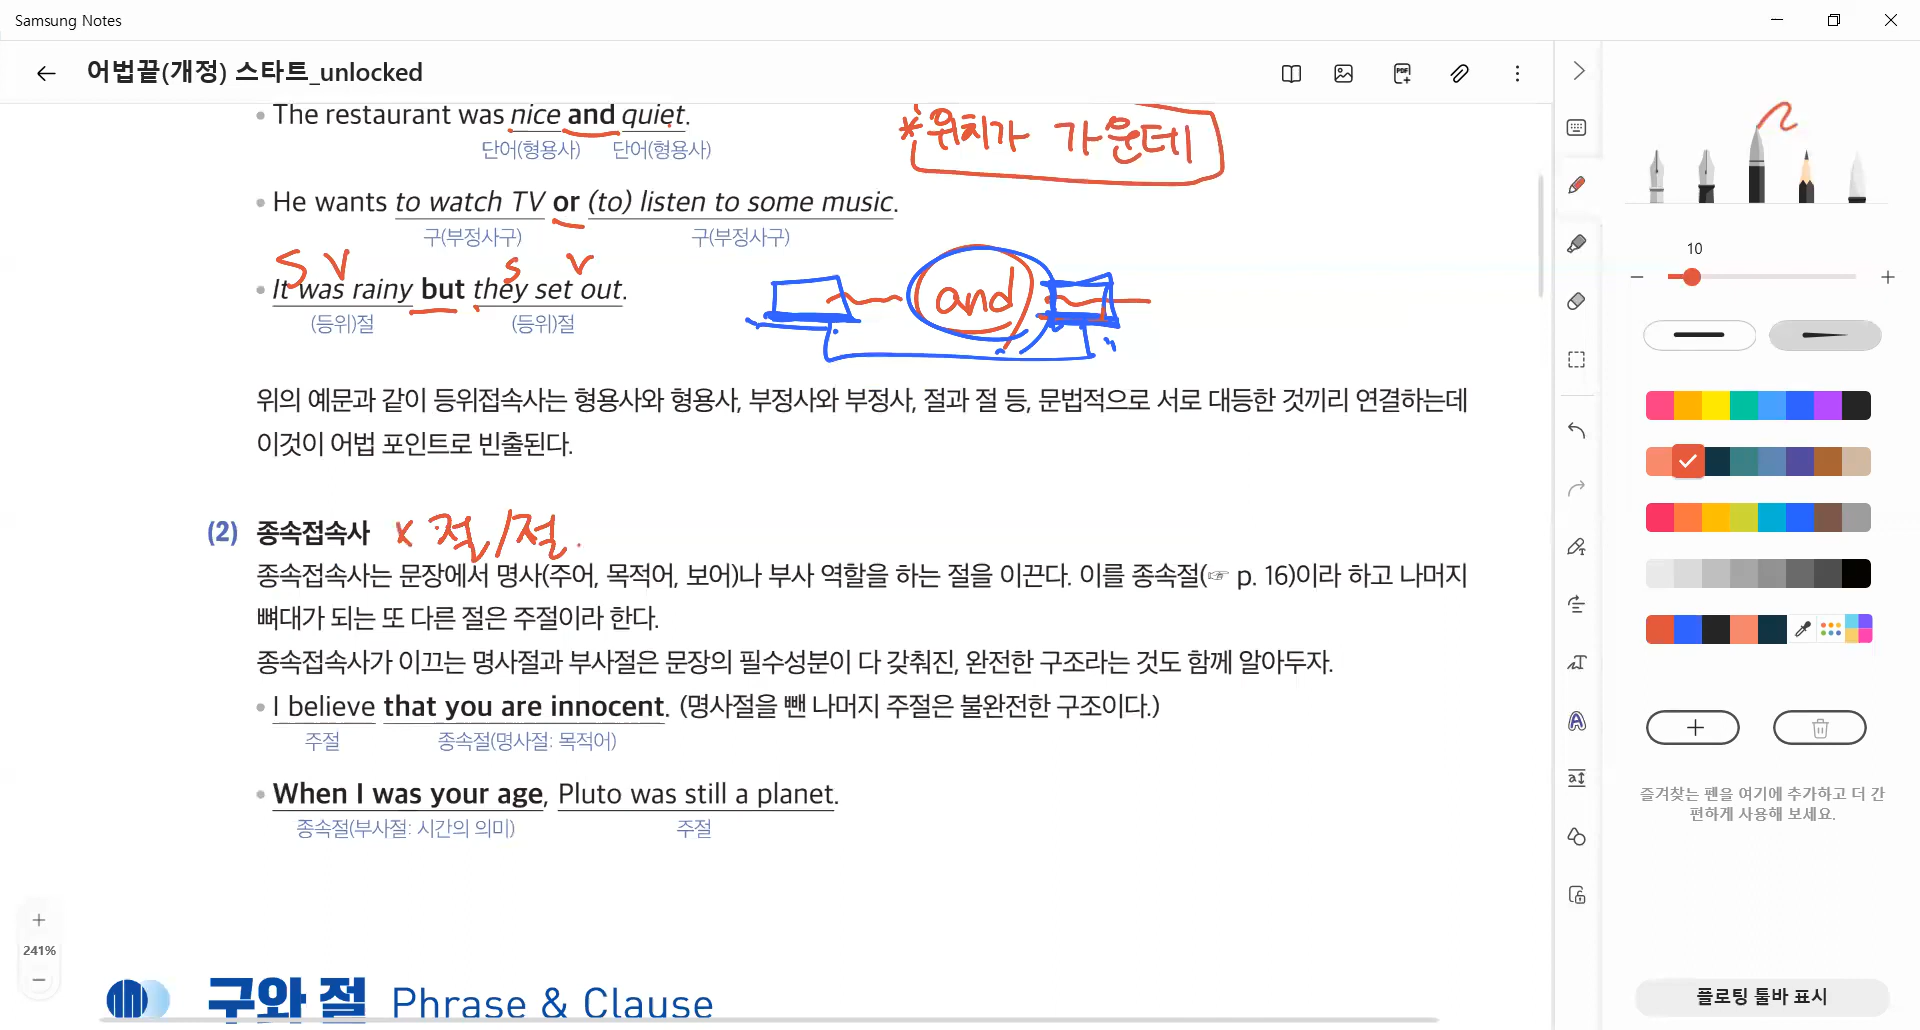 Samsung Notes
어법끝(개정) 스타트_unlocked
• The restaurant was nice and quiet.
단어(형용사) 단어(형용사)
*위치가 가운데
• He wants to watch TV or (to) listen to some music.
구(부정사구) 구(부정사구)
S V s v
• It was rainy but they set out.
(등위)절 (등위)절
and
위의 예문과 같이 등위접속사는 형용사와 형용사, 부정사와 부정사, 절과 절 등, 문법적으로 서로 대등한 것끼리 연결하는데
이것이 어법 포인트로 빈출된다.
(2) 종속접속사 x 절/절.
종속접속사는 문장에서 명사(주어, 목적어, 보어)나 부사 역할을 하는 절을 이끈다. 이를 종속절(☞ p. 16)이라 하고 나머지
뼈대가 되는 또 다른 절은 주절이라 한다.
종속접속사가 이끄는 명사절과 부사절은 문장의 필수성분이 다 갖춰진, 완전한 구조라는 것도 함께 알아두자.
• I believe that you are innocent. (명사절을 뺀 나머지 주절은 불완전한 구조이다.)
주절 종속절(명사절: 목적어)
• When I was your age, Pluto was still a planet.
종속절(부사절: 시간의 의미) 주절
구와 절 Phrase & Clause
241%
10
즐겨찾는 펜을 여기에 추가하고 더 간
편하게 사용해 보세요.
플로팅 툴바 표시